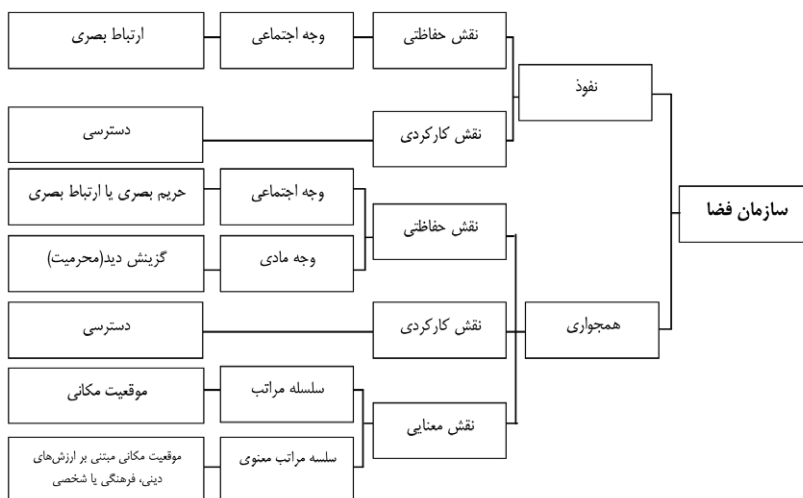 سازمان فضا
نفوذ
نقش حفاظتی
وجه اجتماعی
ارتباط بصری
نقش کارکردی
دسترسی
همجواری
نقش حفاظتی
وجه اجتماعی
حریم بصری یا ارتباط بصری
وجه مادی
گزینش دید(محرمیت)
نقش کارکردی
دسترسی
نقش معنایی
سلسله مراتب
موقعیت مکانی
سلسه مراتب معنوی
موقعیت مکانی مبتنی بر ارزش‌های
دینی، فرهنگی یا شخصی